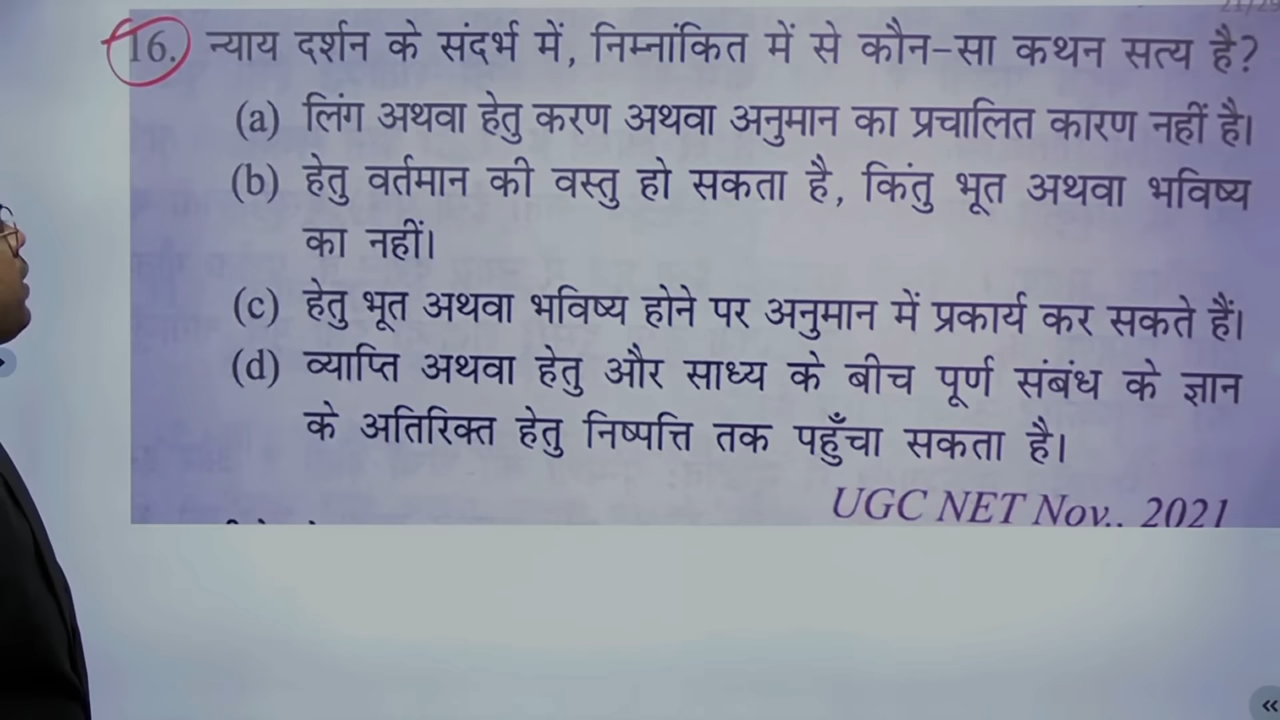 16. न्याय दर्शन के संदर्भ में, निम्नांकित में से कौन-सा कथन सत्य है?
(a) लिंग अथवा हेतु करण अथवा अनुमान का प्रचालित कारण नहीं है।
(b) हेतु वर्तमान की वस्तु हो सकता है, किंतु भूत अथवा भविष्य
का नहीं।
(c) हेतु भूत अथवा भविष्य होने पर अनुमान में प्रकार्य कर सकते हैं।
(d) व्याप्ति अथवा हेतु और साध्य के बीच पूर्ण संबंध के ज्ञान
के अतिरिक्त हेतु निष्पत्ति तक पहुँचा सकता है।
UGC NET Nov., 2021